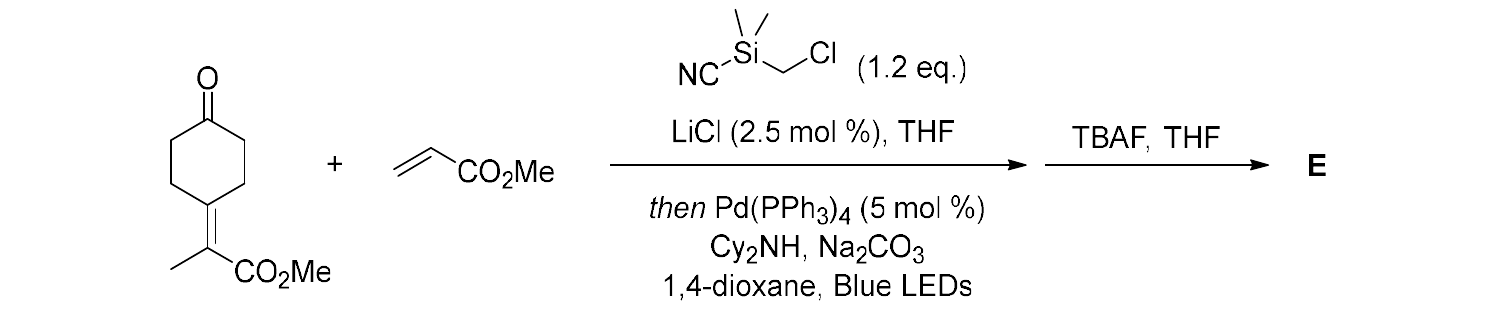 Si
Cl
NC
(1.2 eq.)
O
LiCl (2.5 mol %), THF
TBAF, THF
+
CO₂Me
E
then Pd(PPh₃)₄ (5 mol %)
Cy₂NH, Na₂CO₃
CO₂Me
1,4-dioxane, Blue LEDs